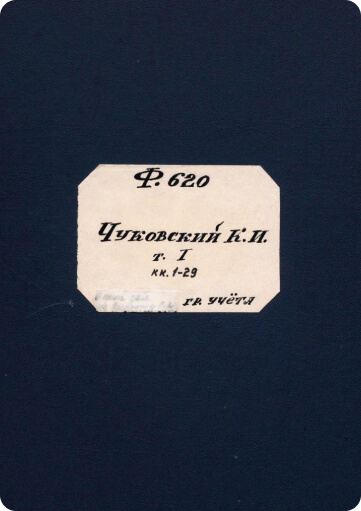 Ф. 620
Чуковский К.И.
т. I
кк. 1-29
гр. учёта